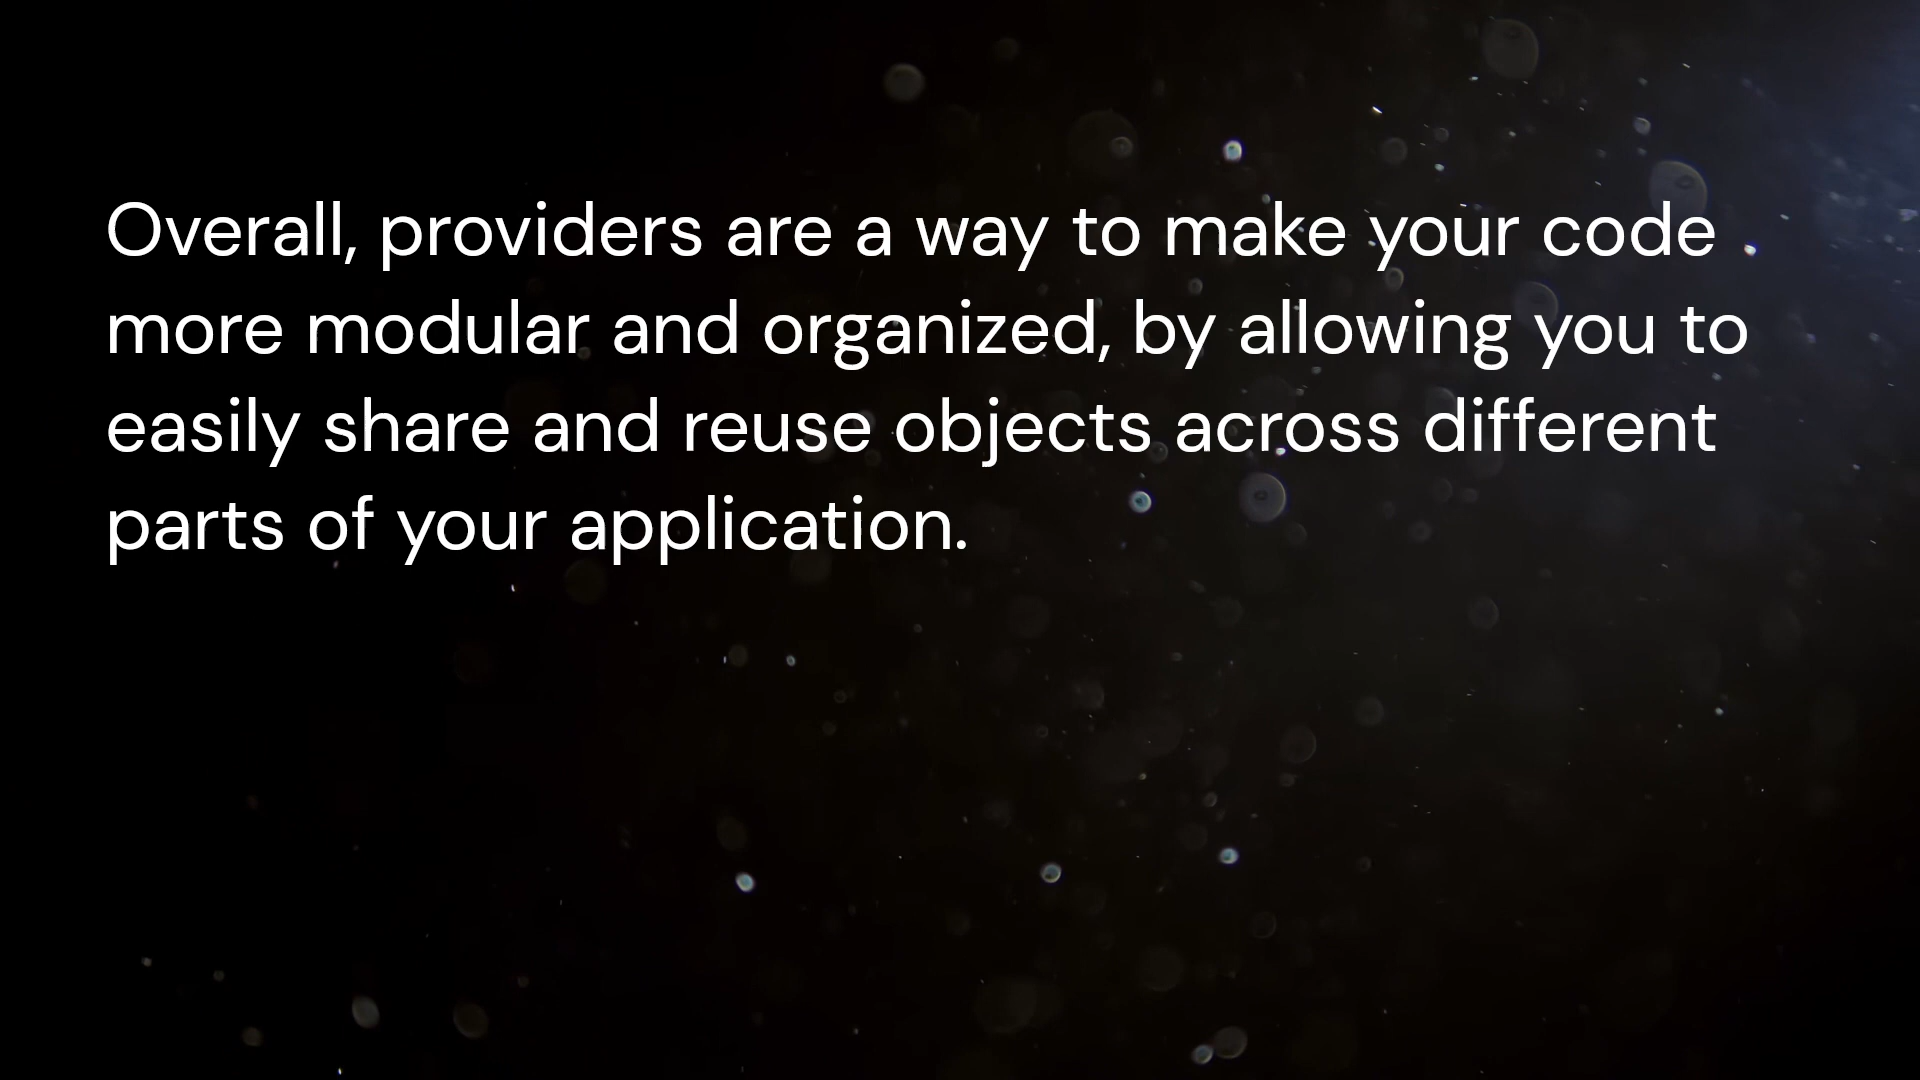 Overall, providers are a way to make your code
more modular and organized, by allowing you to
easily share and reuse objects across different
parts of your application.